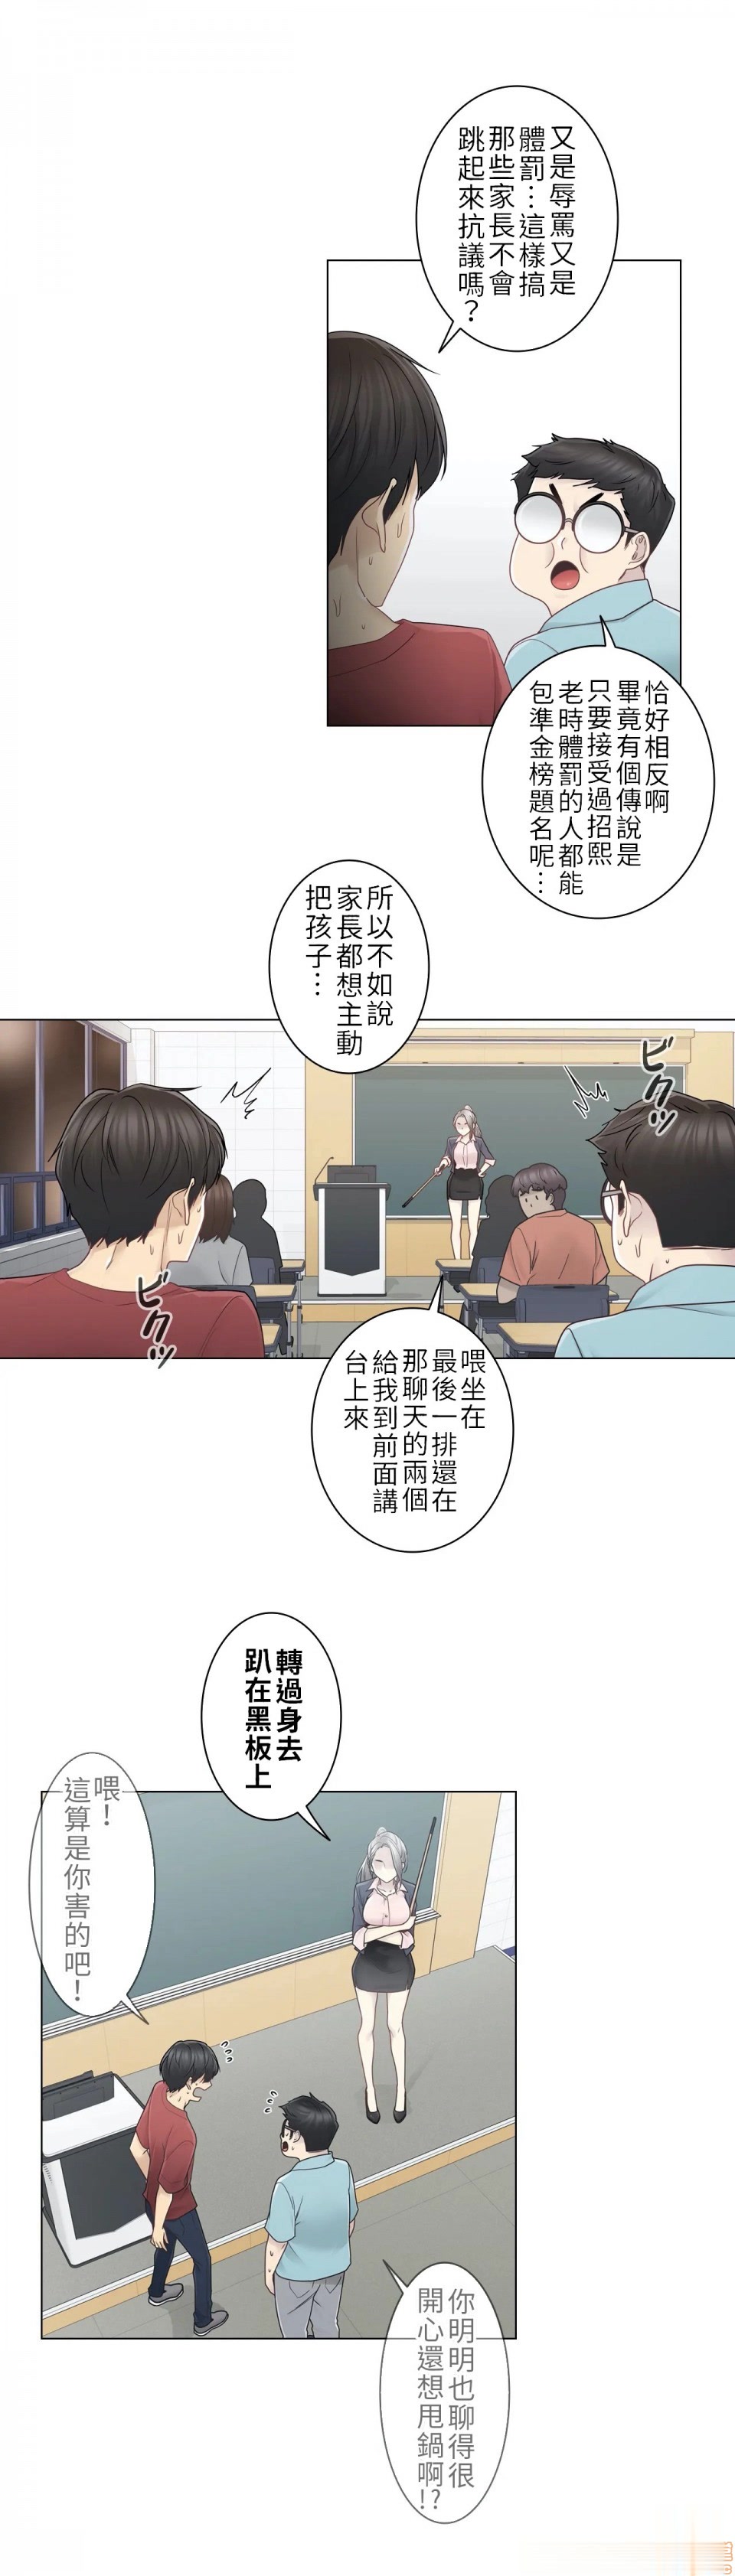 又是辱罵又是
體罰…這樣搞
那些家長不會
跳起來抗議嗎？
恰好相反啊
畢竟有個傳說是
只要接受過招熙
老時體罰的人都能
包準金榜題名呢…
所以不如說
家長都想主動
把孩子…
ビクッ
ビクッ
喂坐在
最後一排還在
那聊天的兩個
給我到前面講
台上來
轉過身去
趴在黑板上
喂！
這算是你害的吧！
你明明也聊得很
開心還想甩鍋啊!?